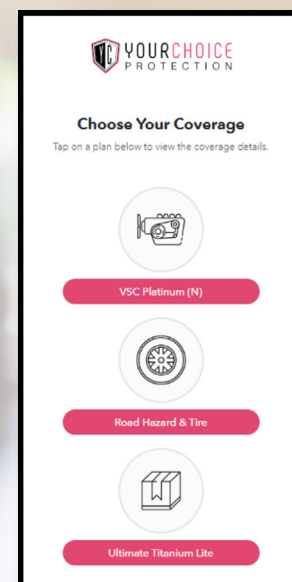 YC YOURCHOICE
PROTECTION
Choose Your Coverage
Tap on a plan below to view the coverage details.
VSC Platinum (N)
Road Hazard & Tire
Ultimate Titanium Lite